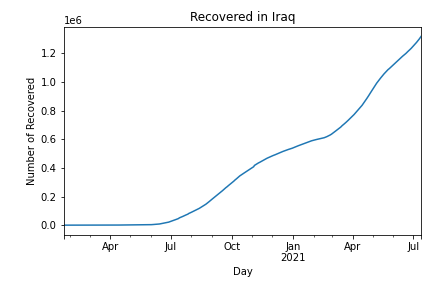 Recovered in Iraq
1e6
1.2
1.0
0.8
0.6
0.4
0.2
0.0
Number of Recovered
Apr Jul Oct Jan Apr Jul
2021
Day